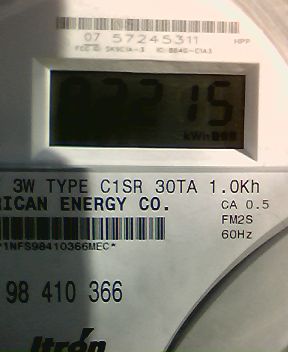 07 57245311
HPP
FCC ID: SK9C1A-3 IC: 864G-C1A3
kWh
3W TYPE C1SR 30TA 1.0Kh
RICAN ENERGY CO.
CA 0.5
FM2S
60Hz
*1NFS98410366MEC*
98 410 366
Itron